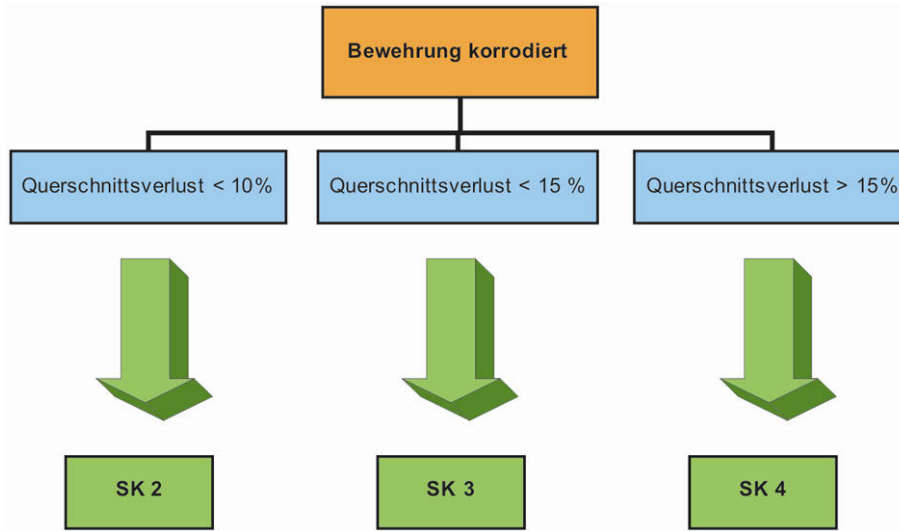 Bewehrung korrodiert
Querschnittsverlust < 10%
Querschnittsverlust < 15 %
Querschnittsverlust > 15%
SK 2
SK 3
SK 4